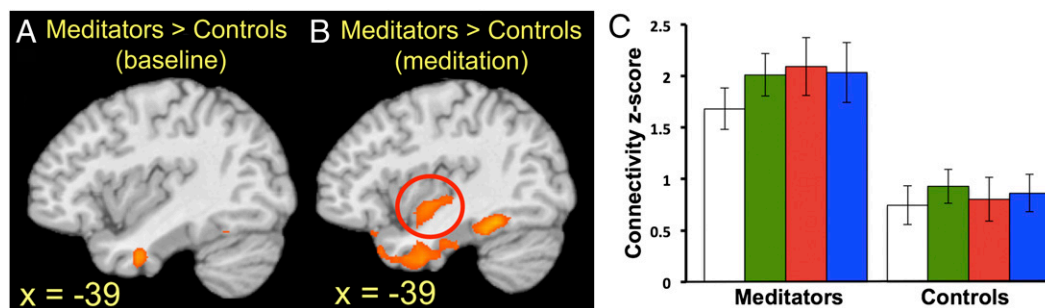 A Meditators > Controls
(baseline)
x = -39
B Meditators > Controls
(meditation)
x = -39
C
Connectivity z-score
2.5
2
1.5
1
0.5
0
Meditators
Controls